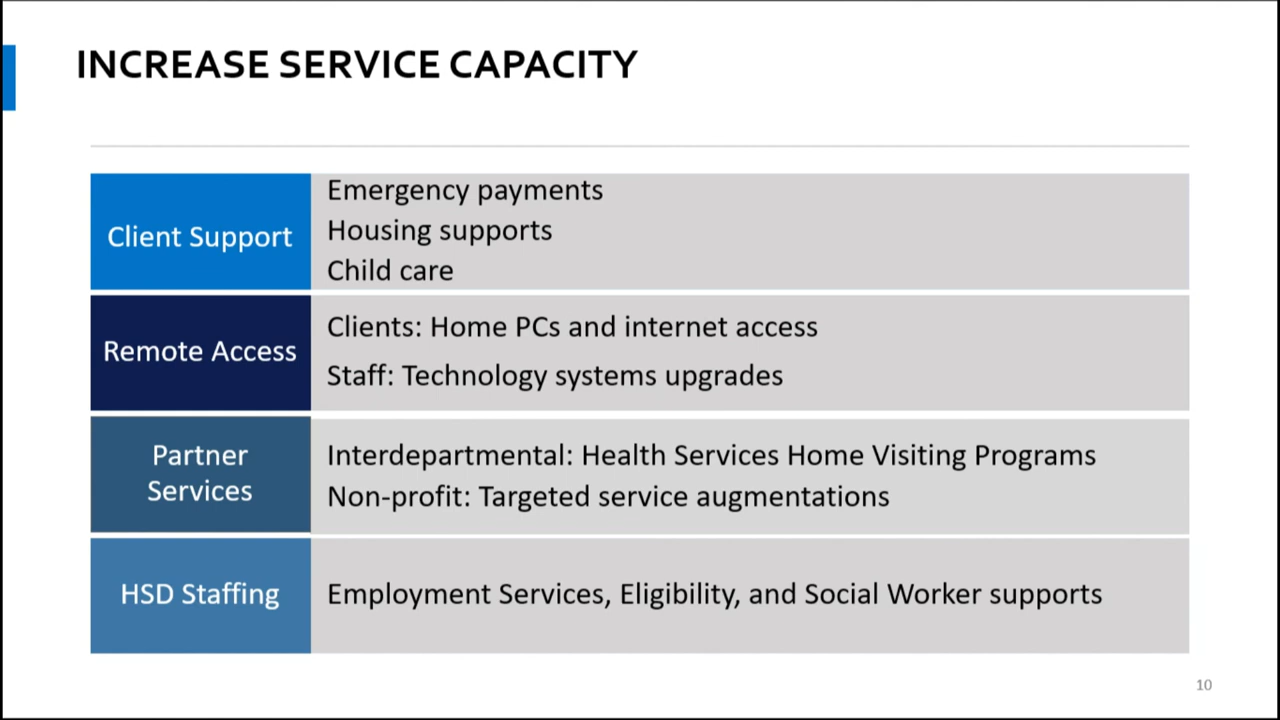 INCREASE SERVICE CAPACITY
Client Support
Emergency payments
Housing supports
Child care
Remote Access
Clients: Home PCs and internet access
Staff: Technology systems upgrades
Partner
Services
Interdepartmental: Health Services Home Visiting Programs
Non-profit: Targeted service augmentations
HSD Staffing
Employment Services, Eligibility, and Social Worker supports
10